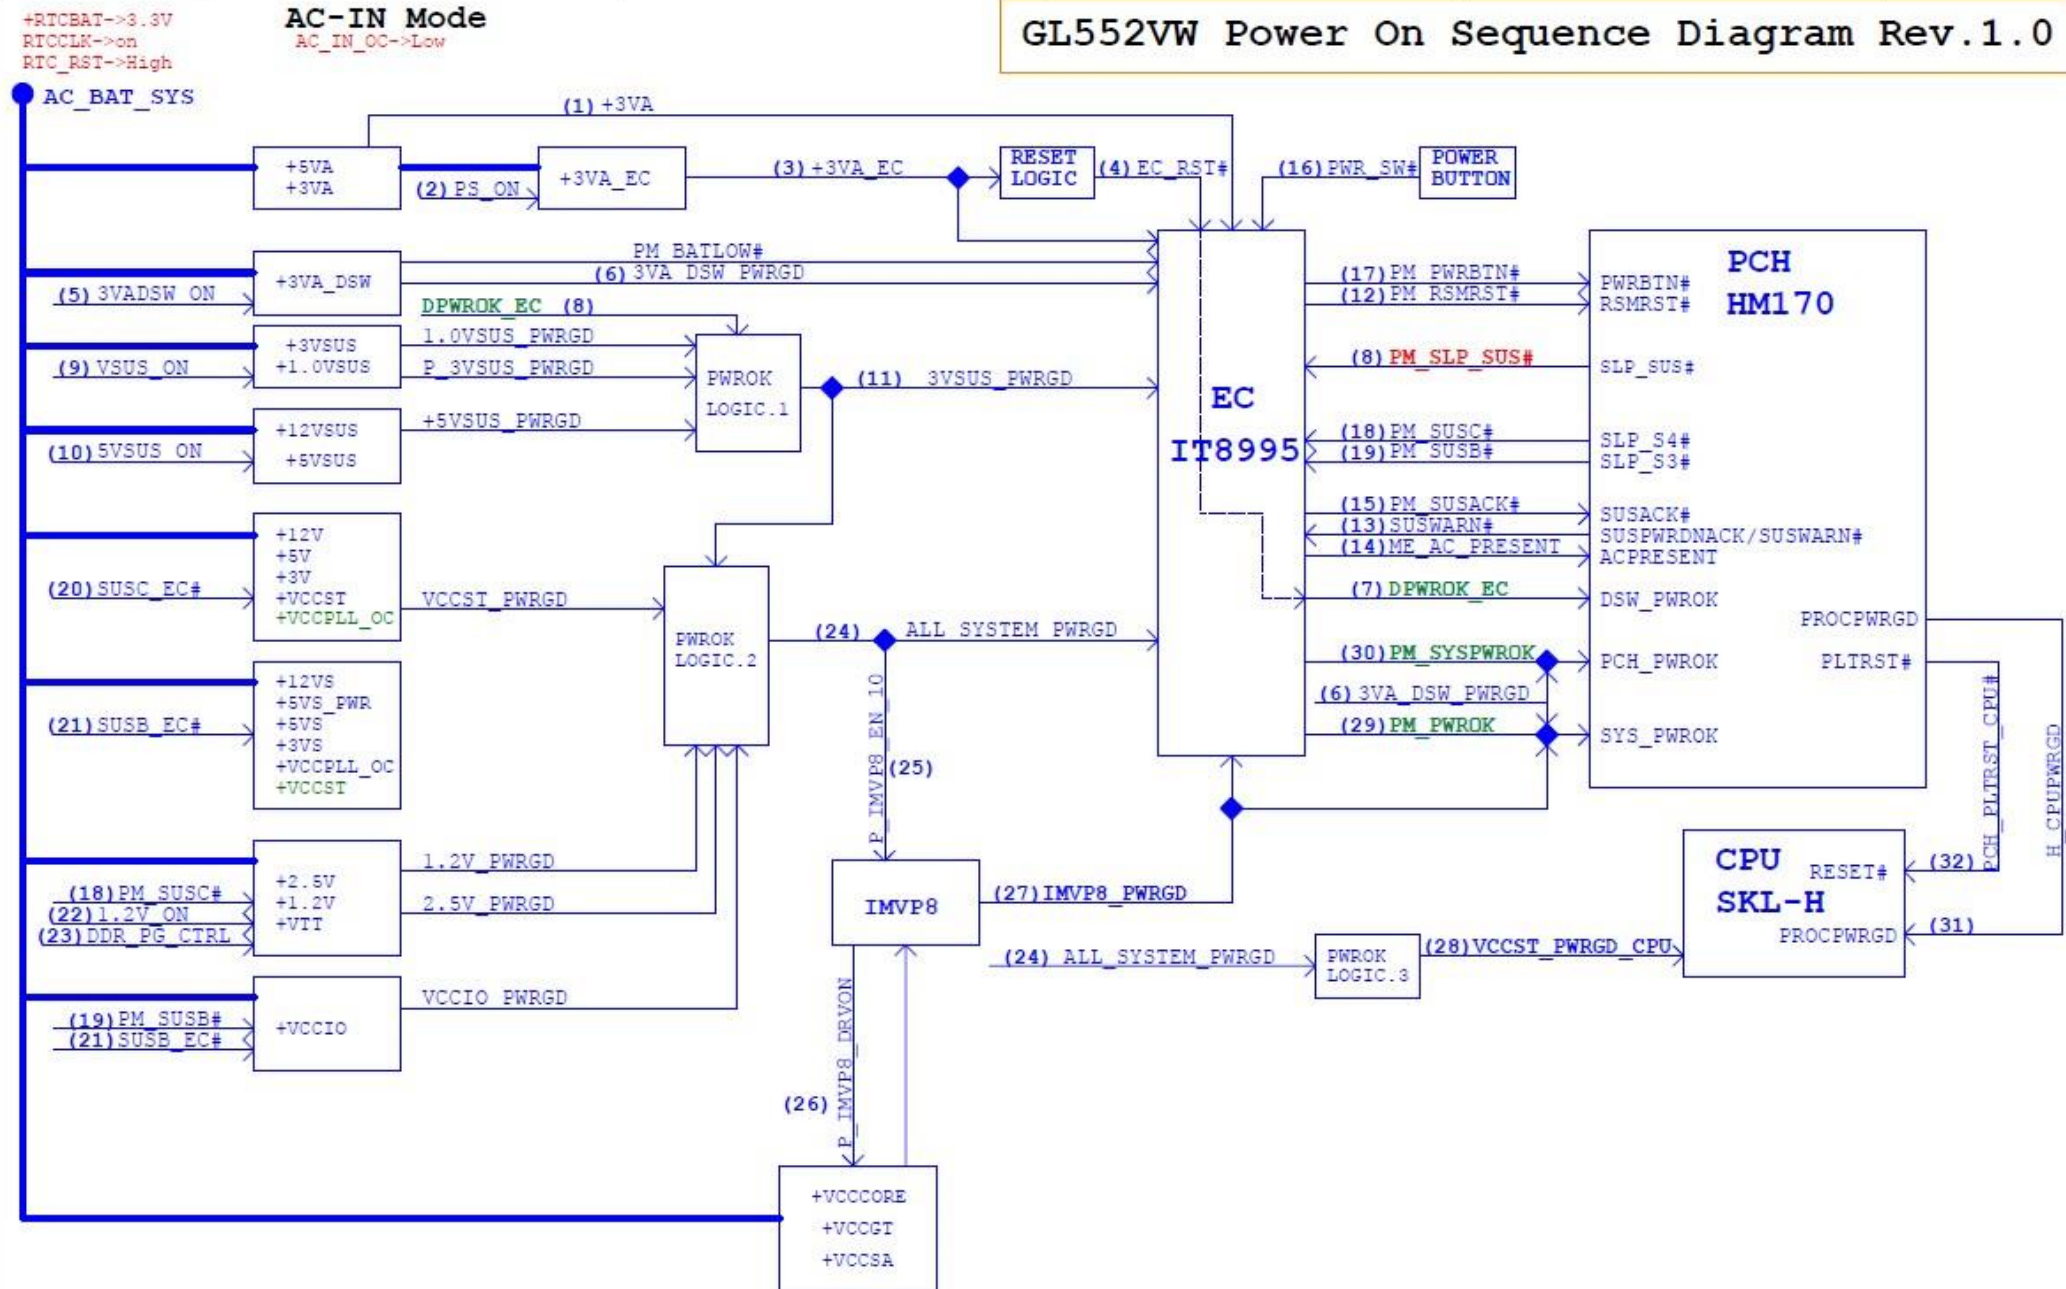 +RTCBAT->3.3V
RTCCLK->on
RTC_RST->High
AC-IN Mode
AC_IN_OC->Low
GL552VW Power On Sequence Diagram Rev.1.0
AC_BAT_SYS
(1) +3VA
+5VA
+3VA
(2) PS_ON
+3VA_EC
(3) +3VA_EC
RESET
LOGIC
(4) EC_RST#
(16) PWR_SW#
POWER
BUTTON
PM_BATLOW#
(6) 3VA_DSW_PWRGD
+3VA_DSW
(5) 3VADSW_ON
DPWROK_EC (8)
1.0VSUS_PWRGD
+3VSUS
+1.0VSUS
P_3VSUS_PWRGD
(9) VSUS_ON
PWROK
LOGIC.1
(11) 3VSUS_PWRGD
+12VSUS
+5VSUS
+5VSUS_PWRGD
(10) 5VSUS_ON
EC
IT8995
PCH
HM170
(17) PM_PWRBTN#
PWRBTN#
(12) PM_RSMRST#
RSMRST#
(8) PM_SLP_SUS#
SLP_SUS#
(18) PM_SUSC#
SLP_S4#
(19) PM_SUSB#
SLP_S3#
(15) PM_SUSACK#
SUSACK#
(13) SUSWARN#
SUSPWRDNACK/SUSWARN#
(14) ME_AC_PRESENT
ACPRESENT
(7) DPWROK_EC
DSW_PWROK
PROCPWRGD
(30) PM_SYSPWROK
PCH_PWROK
PLTRST#
(6) 3VA_DSW_PWRGD
(29) PM_PWROK
SYS_PWROK
+12V
+5V
+3V
+VCCST
+VCCPLL_OC
(20) SUSC_EC#
VCCST_PWRGD
PWROK
LOGIC.2
(24) ALL_SYSTEM_PWRGD
+12VS
+5VS_PWR
+5VS
+3VS
+VCCPLL_OC
+VCCST
(21) SUSB_EC#
P_IMVP8_EN_10
(25)
PCH_PLTRST_CPU#
H_CPUPWRGD
+2.5V
+1.2V
+VTT
(18) PM_SUSC#
(22) 1.2V_ON
(23) DDR_PG_CTRL
1.2V_PWRGD
2.5V_PWRGD
IMVP8
(27) IMVP8_PWRGD
CPU
SKL-H
RESET#
(32)
PROCPWRGD
(31)
(24) ALL_SYSTEM_PWRGD
PWROK
LOGIC.3
(28) VCCST_PWRGD_CPU
+VCCIO
VCCIO_PWRGD
(19) PM_SUSB#
(21) SUSB_EC#
P_IMVP8_DRVON
(26)
+VCCCORE
+VCCGT
+VCCSA